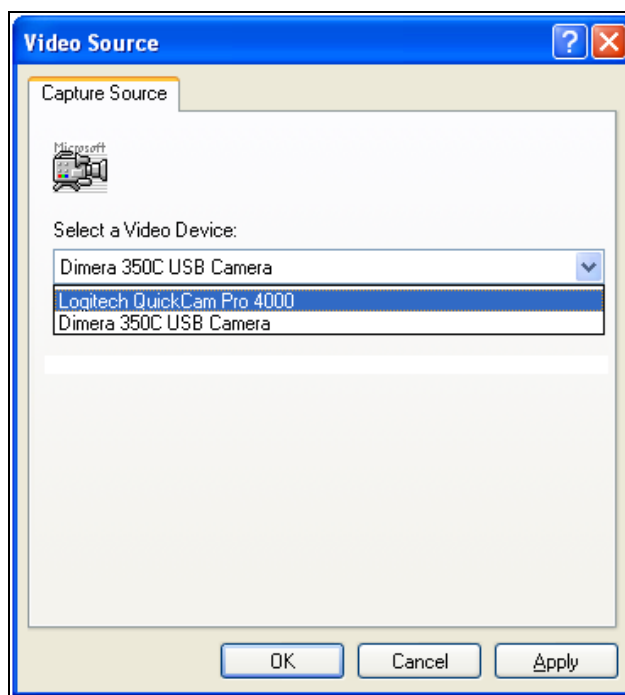 Video Source
Capture Source
Microsoft
Select a Video Device:
Dimera 350C USB Camera
Logitech QuickCam Pro 4000
Dimera 350C USB Camera
OK Cancel Apply